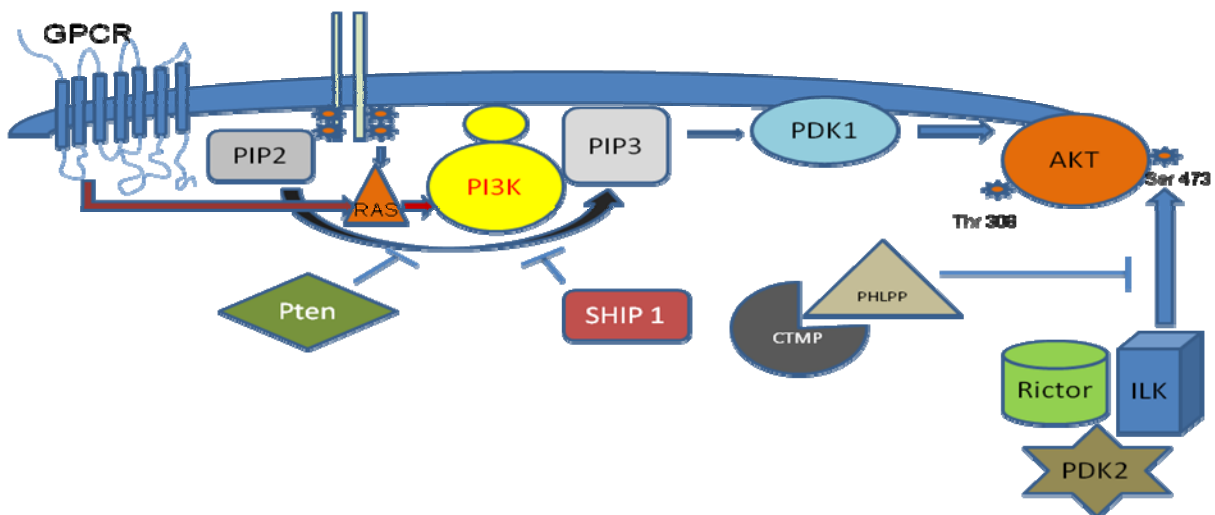 GPCR
PIP2
RAS
PI3K
PIP3
PDK1
AKT
Ser 473
Thr 308
Pten
SHIP 1
PHLPP
CTMP
Rictor
ILK
PDK2